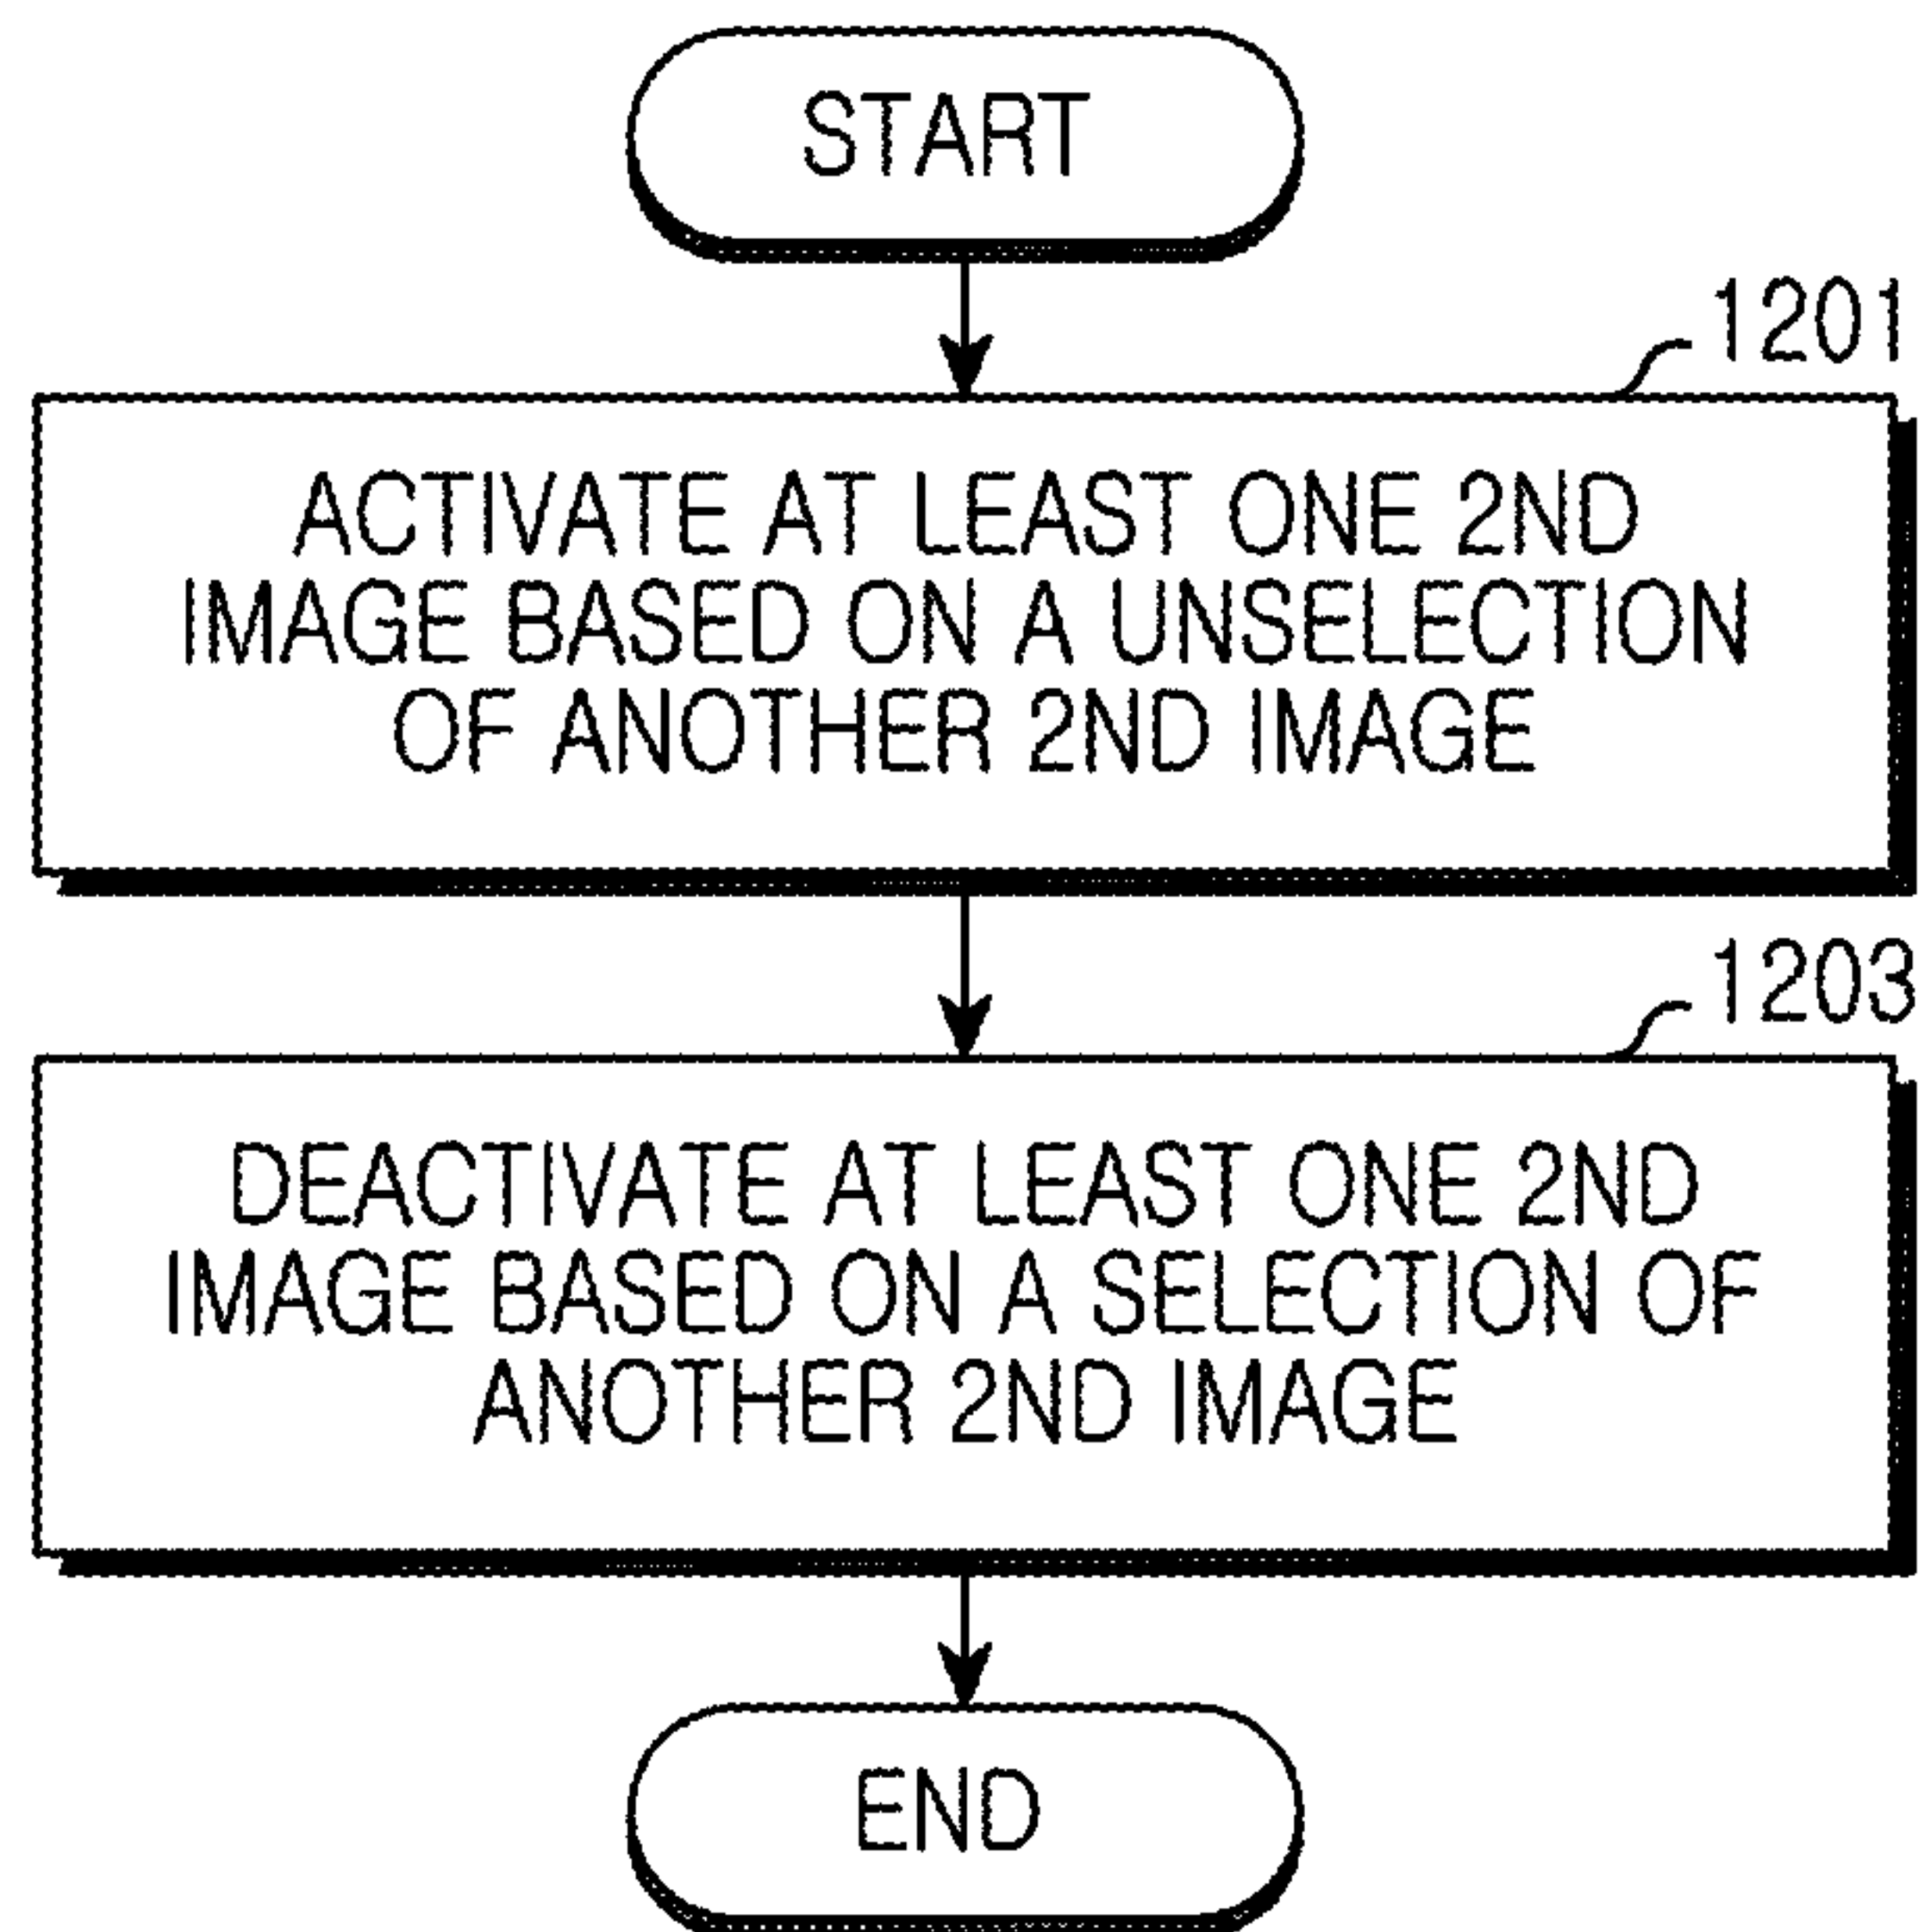 START
1201
ACTIVATE AT LEAST ONE 2ND
IMAGE BASED ON A UNSELECTION
OF ANOTHER 2ND IMAGE
1203
DEACTIVATE AT LEAST ONE 2ND
IMAGE BASED ON A SELECTION OF
ANOTHER 2ND IMAGE
END